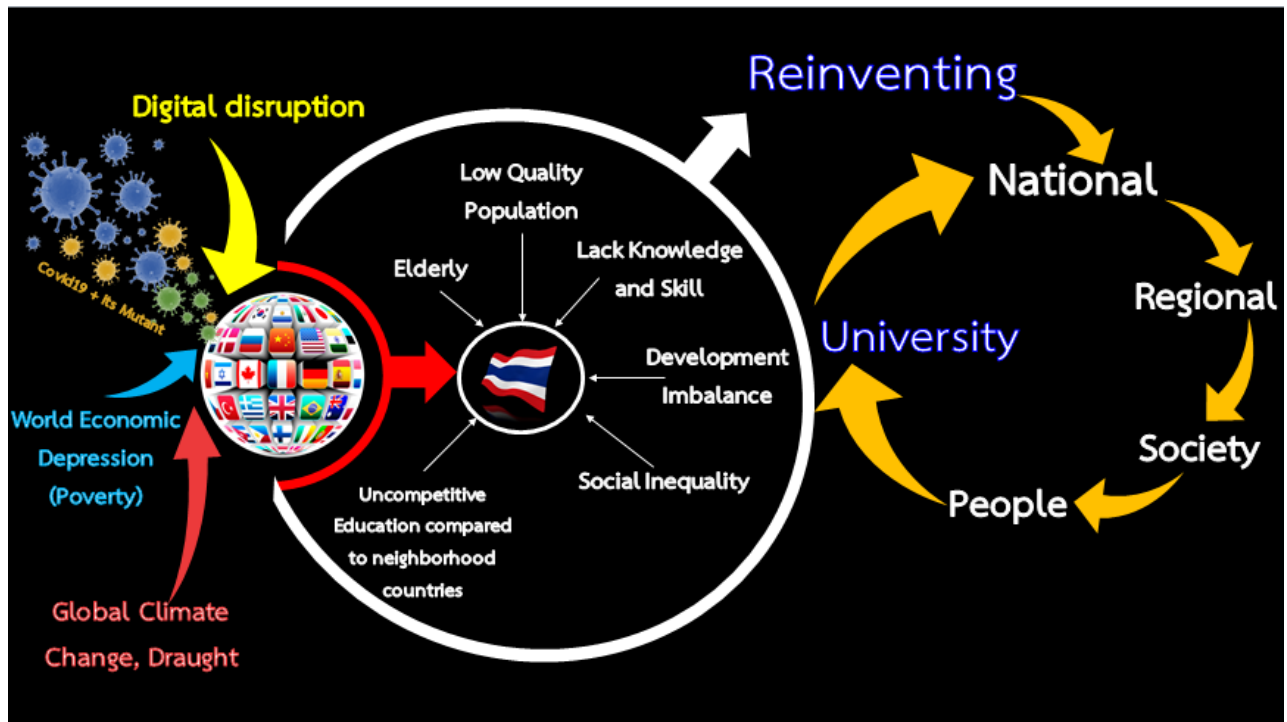 Digital disruption
Covid19 + Its Mutant
World Economic
Depression
(Poverty)
Global Climate
Change, Draught
Low Quality
Population
Elderly
Lack Knowledge
and Skill
Development
Imbalance
Social Inequality
Uncompetitive
Education compared
to neighborhood
countries
Reinventing
University
National
Regional
Society
People